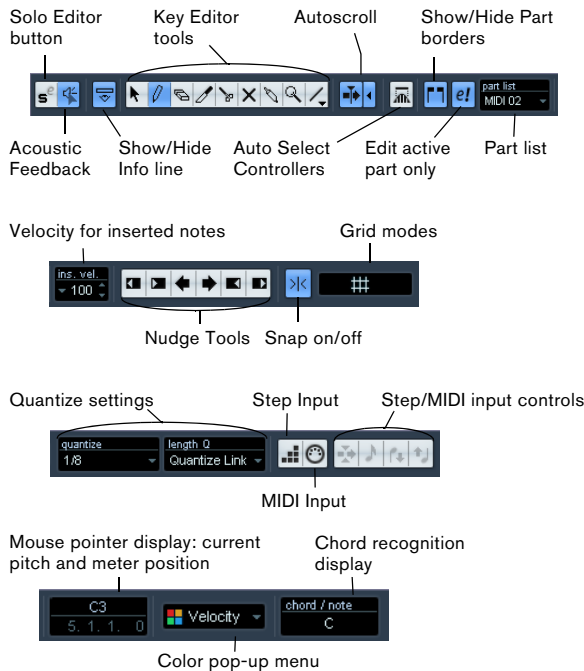 Solo Editor button
Key Editor tools
Autoscroll
Show/Hide Part borders
s e
e!
part list
MIDI 02
Acoustic Feedback
Show/Hide Info line
Auto Select Controllers
Edit active part only
Part list
Velocity for inserted notes
Grid modes
ins. vel.
100
Nudge Tools
Snap on/off
Quantize settings
Step Input
Step/MIDI input controls
quantize
1/8
length Q
Quantize Link
MIDI Input
Mouse pointer display: current pitch and meter position
Chord recognition display
C3
5. 1. 1. 0
Velocity
chord / note
C
Color pop-up menu